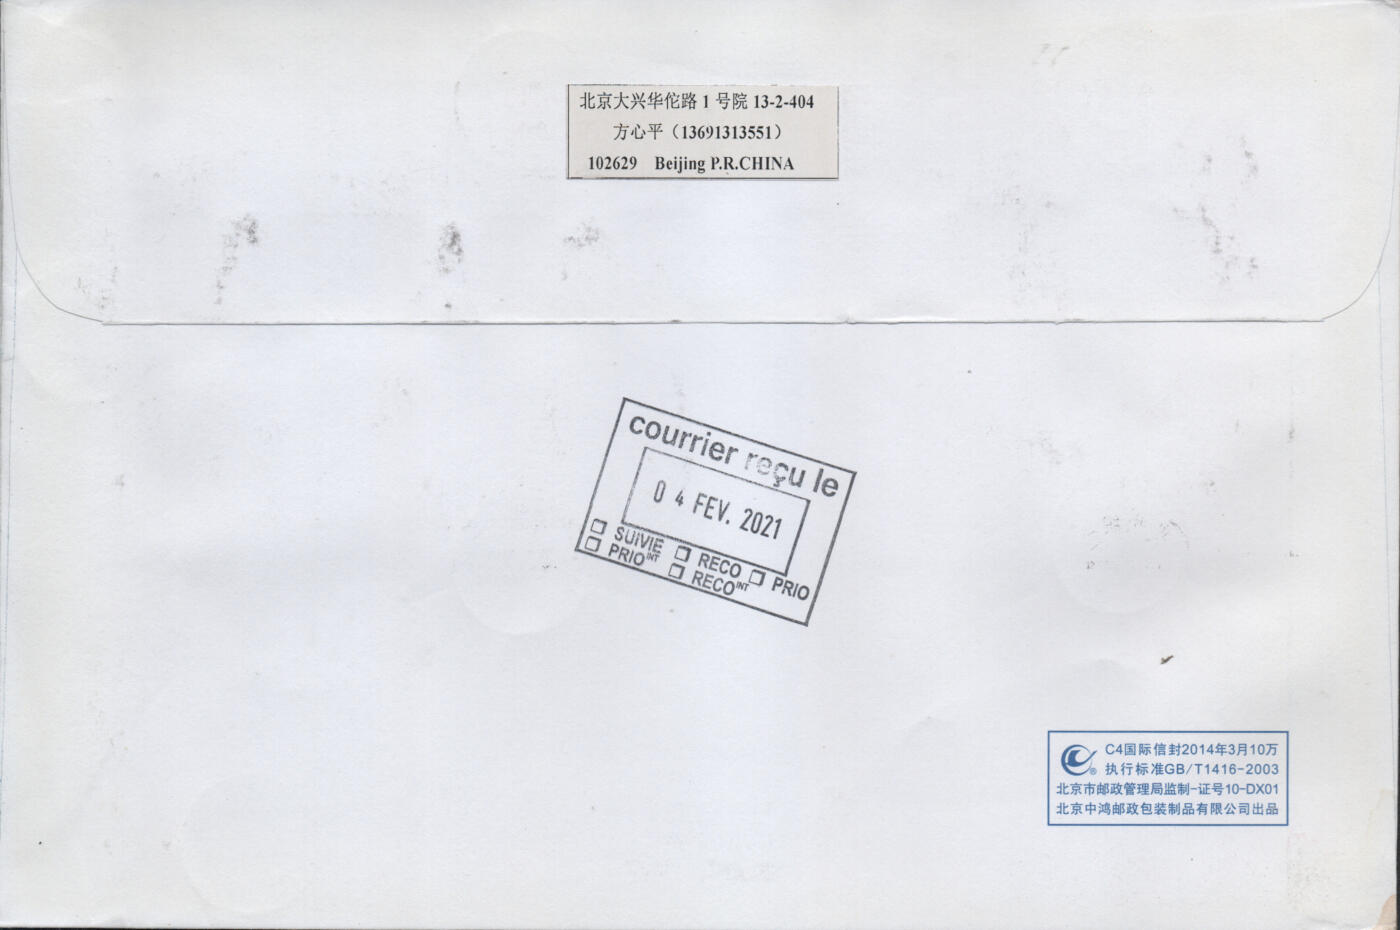 北京大兴华佗路 1 号院 13-2-404
方心平（13691313551）
102629 Beijing P.R.CHINA
courrier reçu le
0 4 FEV. 2021
□ SUIVIE □ RECO □ PRIO
□ PRIO INT □ RECO INT
C4国际信封2014年3月10万
执行标准GB/T1416-2003
北京市邮政管理局监制-证号10-DX01
北京中鸿邮政包装制品有限公司出品